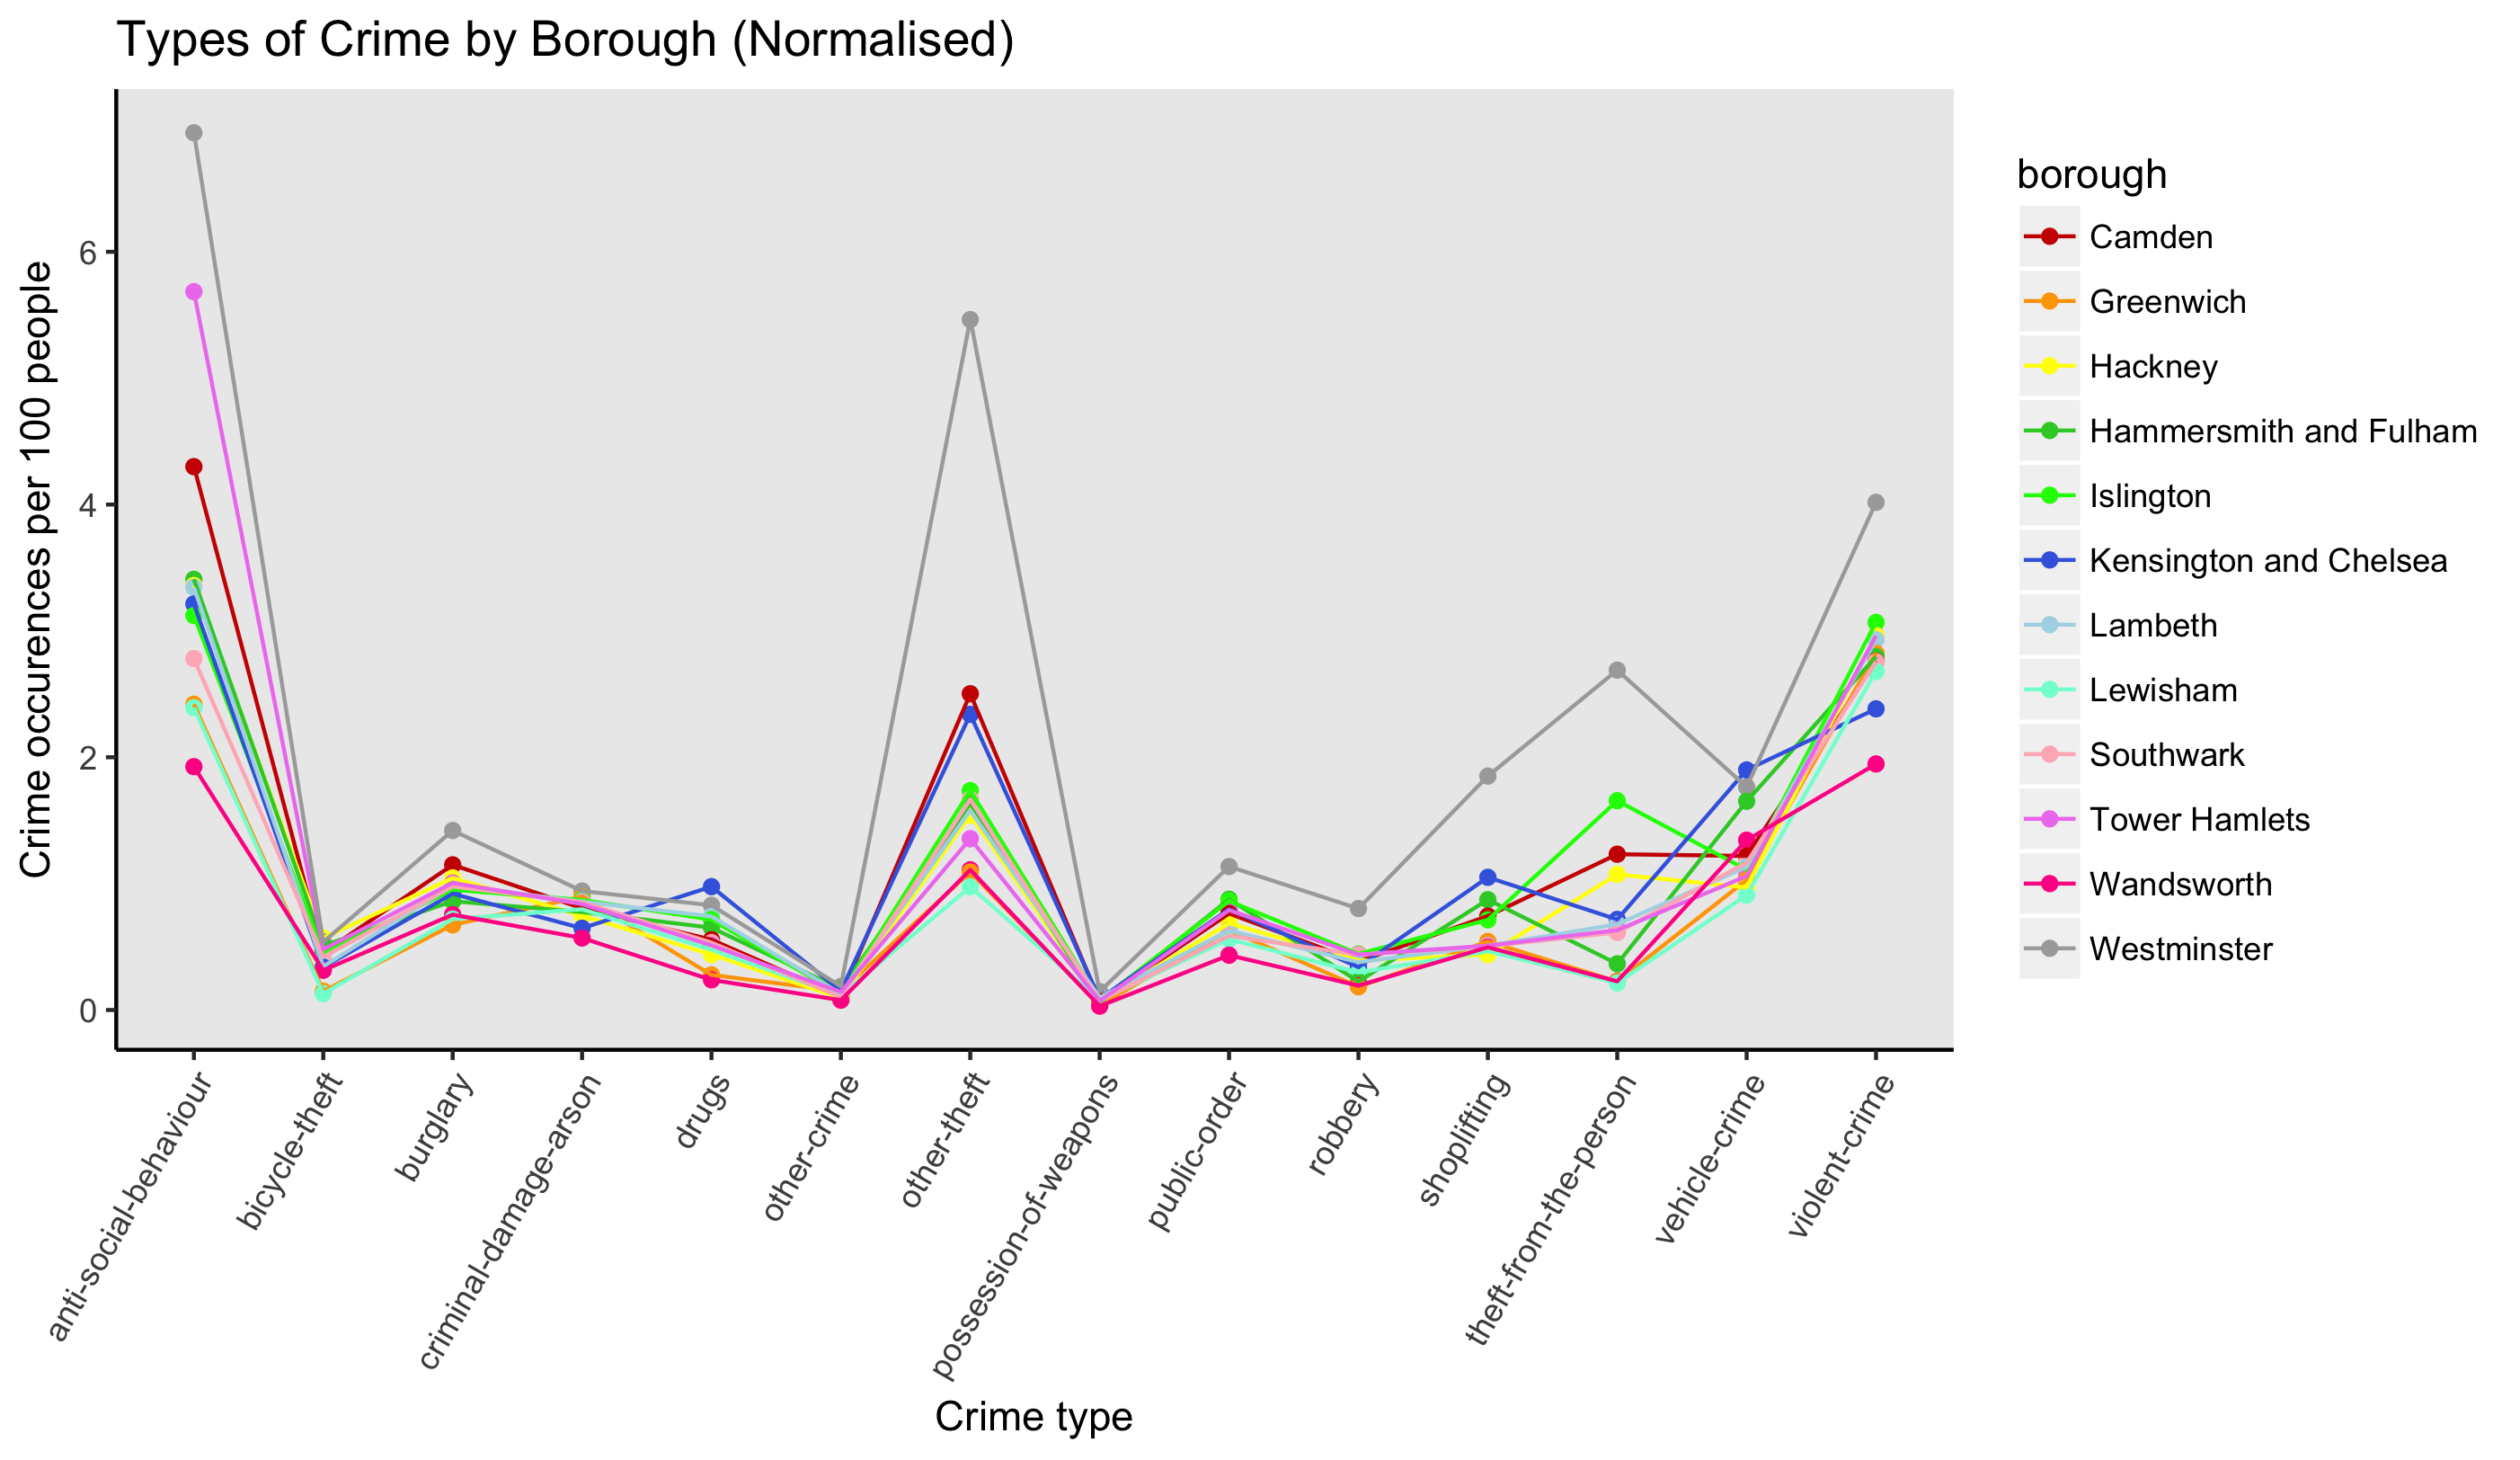 Types of Crime by Borough (Normalised)
Crime occurences per 100 people
6
4
2
0
anti-social-behaviour
bicycle-theft
burglary
criminal-damage-arson
drugs
other-crime
other-theft
possession-of-weapons
public-order
robbery
shoplifting
theft-from-the-person
vehicle-crime
violent-crime
Crime type
borough
Camden
Greenwich
Hackney
Hammersmith and Fulham
Islington
Kensington and Chelsea
Lambeth
Lewisham
Southwark
Tower Hamlets
Wandsworth
Westminster